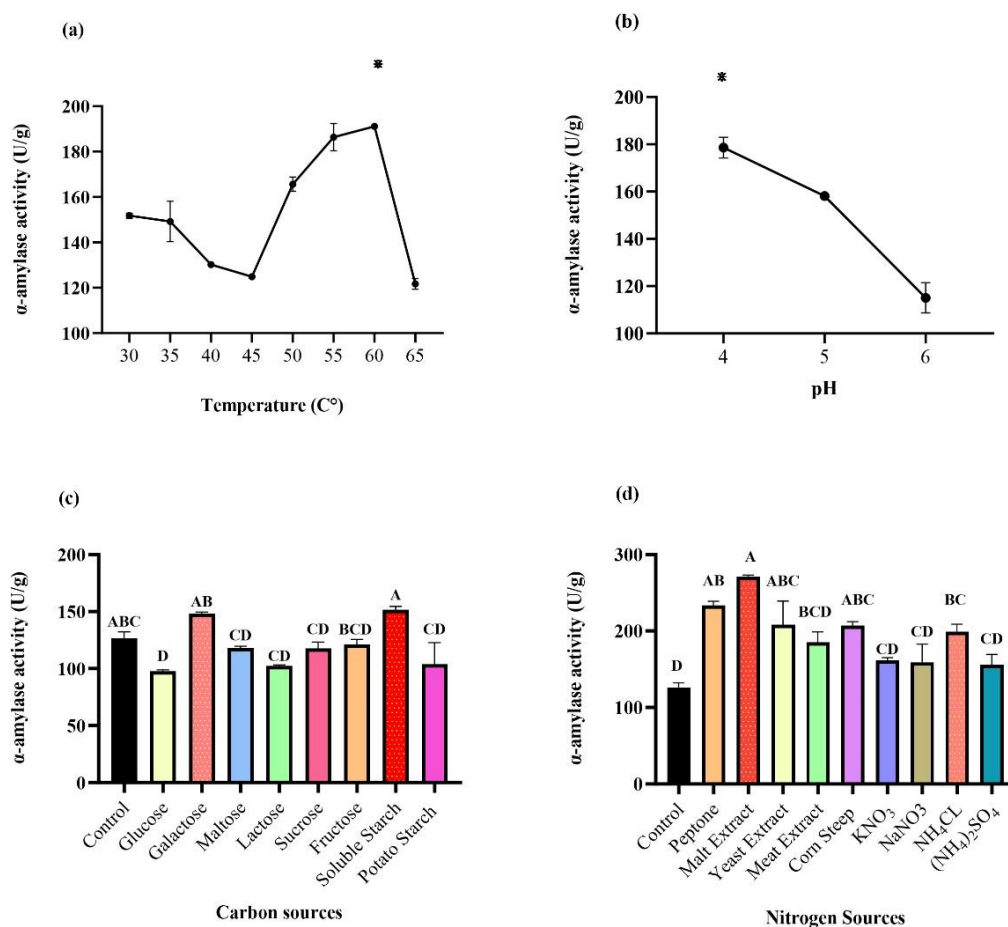 (a)
⁕
α-amylase activity (U/g)
200
180
160
140
120
100
30 35 40 45 50 55 60 65
Temperature (C°)
(b)
⁕
α-amylase activity (U/g)
200
180
160
140
120
100
4 5 6
pH
(c)
α-amylase activity (U/g)
200
150
100
50
0
ABC D AB CD CD CD BCD A CD
Control
Glucose
Galactose
Maltose
Lactose
Sucrose
Fructose
Soluble Starch
Potato Starch
Carbon sources
(d)
α-amylase activity (U/g)
300
200
100
0
D AB A ABC BCD ABC CD CD BC CD
Control
Peptone
Malt Extract
Yeast Extract
Meat Extract
Corn Steep
KNO₃
NaNO3
NH₄CL
(NH₄)₂SO₄
Nitrogen Sources